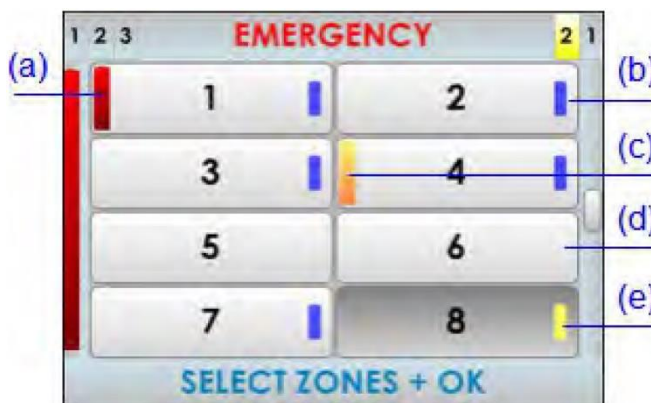 1 2 3 EMERGENCY 2 1
(a) 1 2 (b)
3 4 (c)
5 6 (d)
7 8 (e)
SELECT ZONES + OK